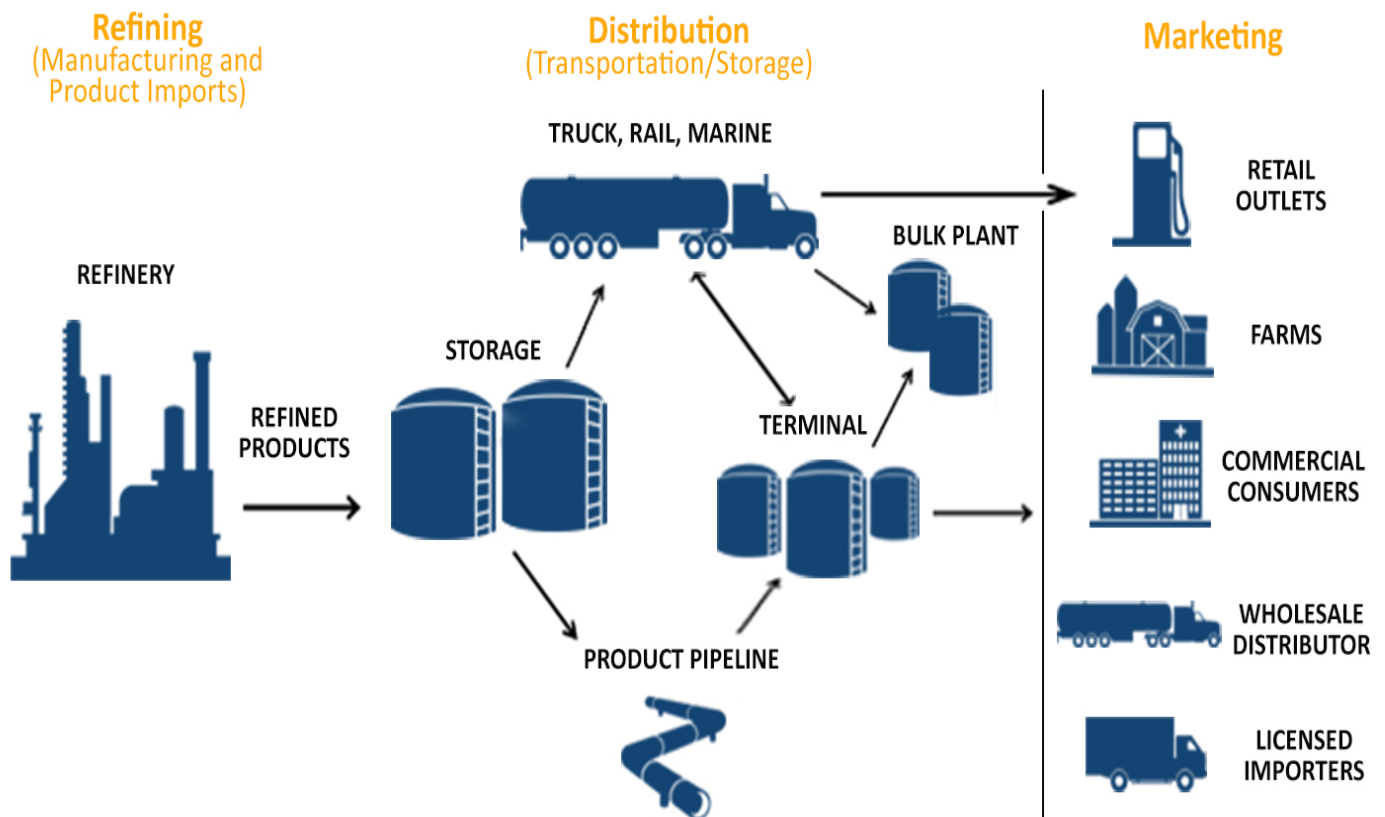 Refining
(Manufacturing and
Product Imports)
Distribution
(Transportation/Storage)
Marketing
TRUCK, RAIL, MARINE
RETAIL
OUTLETS
BULK PLANT
REFINERY
FARMS
STORAGE
REFINED
PRODUCTS
TERMINAL
COMMERCIAL
CONSUMERS
PRODUCT PIPELINE
WHOLESALE
DISTRIBUTOR
LICENSED
IMPORTERS